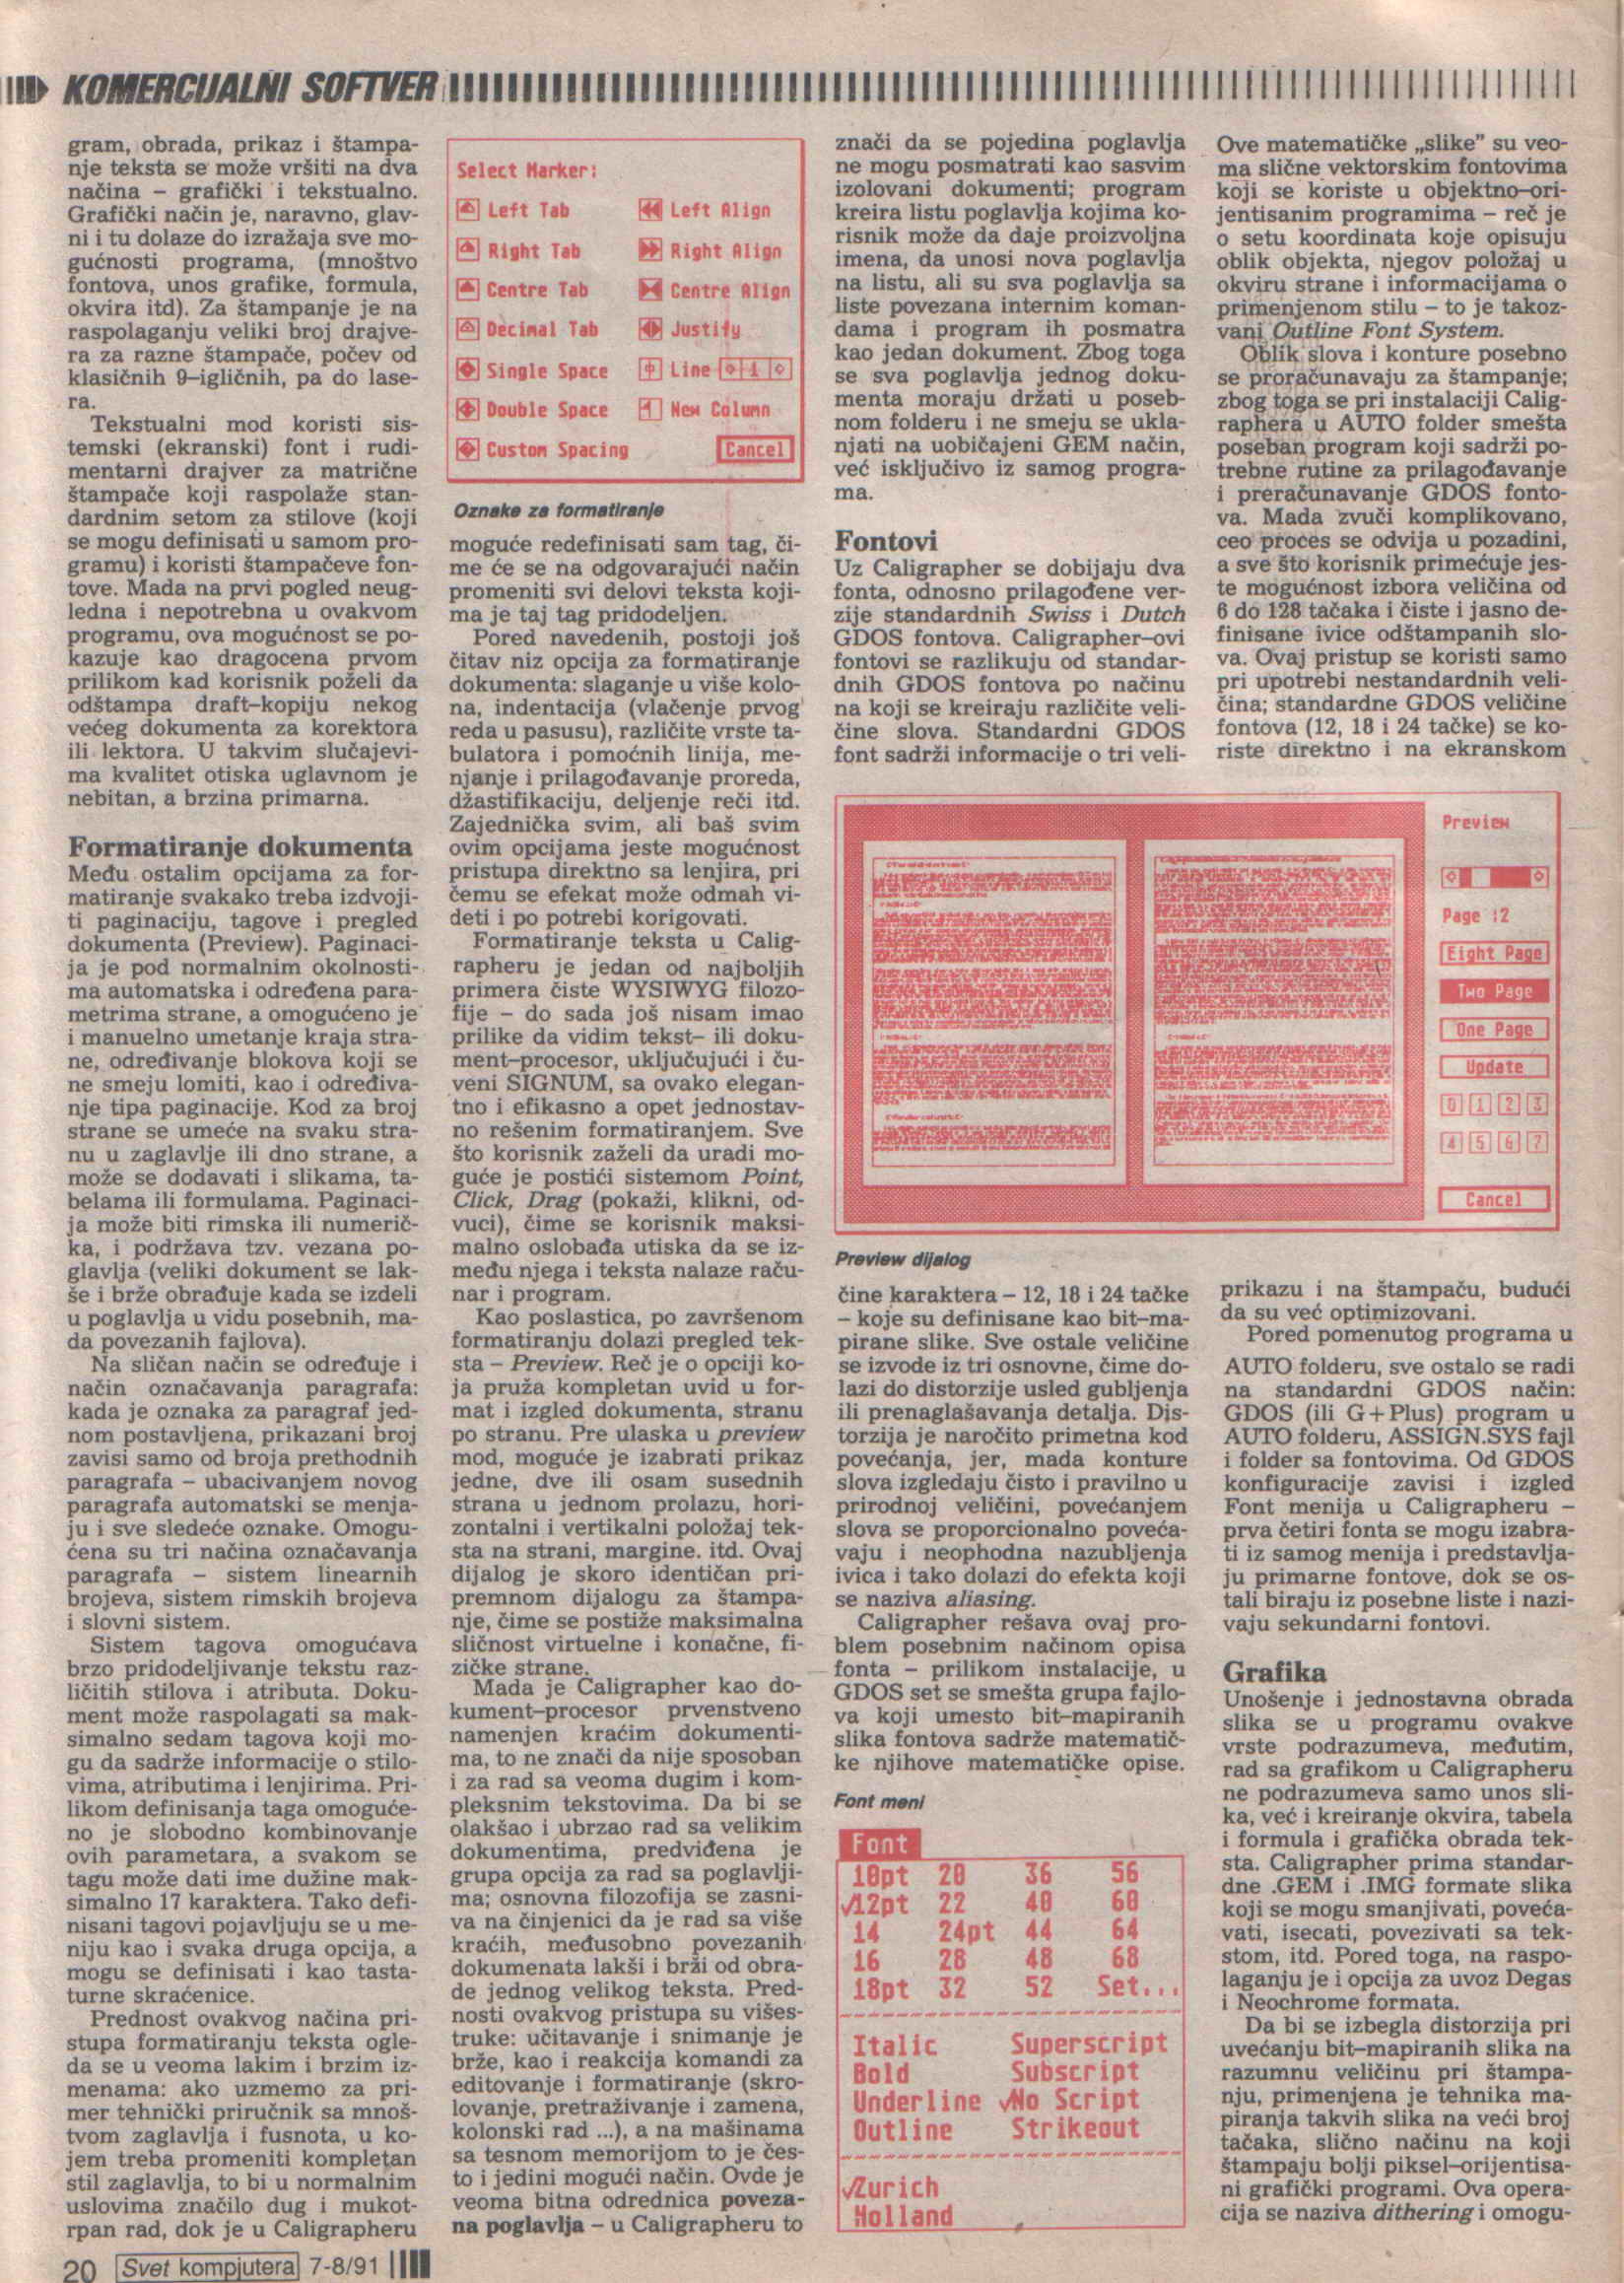 KOMERCIJALNI SOFTVER
gram, obrada, prikaz i štampa-
nje teksta se može vršiti na dva
načina – grafički i tekstualno.
Grafički način je, naravno, glav-
ni i tu dolaze do izražaja sve mo-
gućnosti programa, (mnoštvo
fontova, unos grafike, formula,
okvira itd). Za štampanje je na
raspolaganju veliki broj drajve-
ra za razne štampače, počev od
klasičnih 9–igličnih, pa do lase-
ra.
Tekstualni mod koristi sis-
temski (ekranski) font i rudi-
mentarni drajver za matrične
štampače koji raspolaže stan-
dardnim setom za stilove (koji
se mogu definisati u samom pro-
gramu) i koristi štampačeve fon-
tove. Mada na prvi pogled neug-
ledna i nepotrebna u ovakvom
programu, ova mogućnost se po-
kazuje kao dragocena prvom
prilikom kad korisnik poželi da
odštampa draft–kopiju nekog
većeg dokumenta za korektora
ili lektora. U takvim slučajevi-
ma kvalitet otiska uglavnom je
nebitan, a brzina primarna.
Formatiranje dokumenta
Među ostalim opcijama za for-
matiranje svakako treba izdvoji-
ti paginaciju, tagove i pregled
dokumenta (Preview). Paginaci-
ja je pod normalnim okolnosti-
ma automatska i određena para-
metrima strane, a omogućeno je
i manuelno umetanje kraja stra-
ne, određivanje blokova koji se
ne smeju lomiti, kao i određiva-
nje tipa paginacije. Kod za broj
strane se umeće na svaku stra-
nu u zaglavlje ili dno strane, a
može se dodavati i slikama, ta-
belama ili formulama. Paginaci-
ja može biti rimska ili numerič-
ka, i podržava tzv. vezana po-
glavlja (veliki dokument se lak-
še i brže obrađuje kada se izdeli
u poglavlja u vidu posebnih, ma-
da povezanih fajlova).
Na sličan način se određuje i
način označavanja paragrafa:
kada je oznaka za paragraf jed-
nom postavljena, prikazani broj
zavisi samo od broja prethodnih
paragrafa – ubacivanjem novog
paragrafa automatski se menja-
ju i sve sledeće oznake. Omogu-
ćena su tri načina označavanja
paragrafa – sistem linearnih
brojeva, sistem rimskih brojeva
i slovni sistem.
Sistem tagova omogućava
brzo pridodeljivanje tekstu raz-
ličitih stilova i atributa. Doku-
ment može raspolagati sa mak-
simalno sedam tagova koji mo-
gu da sadrže informacije o stilo-
vima, atributima i lenjirima. Pri-
likom definisanja taga omoguće-
no je slobodno kombinovanje
ovih parametara, a svakom se
tagu može dati ime dužine mak-
simalno 17 karaktera. Tako defi-
nisani tagovi pojavljuju se u me-
niju kao i svaka druga opcija, a
mogu se definisati i kao tasta-
turne skraćenice.
Prednost ovakvog načina pri-
stupa formatiranju teksta ogle-
da se u veoma lakim i brzim iz-
menama: ako uzmemo za pri-
mer tehnički priručnik sa mnoš-
tvom zaglavlja i fusnota, u ko-
jem treba promeniti kompletan
stil zaglavlja, to bi u normalnim
uslovima značilo dug i mukot-
rpan rad, dok je u Caligrapheru
Select Marker:
Left Tab Left Align
Right Tab Right Align
Centre Tab Centre Align
Decimal Tab Justify
Single Space Line 1
Double Space New Column
Custom Spacing Cancel
Oznake za formatiranje
moguće redefinisati sam tag, či-
me će se na odgovarajući način
promeniti svi delovi teksta koji-
ma je taj tag pridodeljen.
Pored navedenih, postoji još
čitav niz opcija za formatiranje
dokumenta: slaganje u više kolo-
na, indentacija (vlačenje prvog
reda u pasusu), različite vrste ta-
bulatora i pomoćnih linija, me-
njanje i prilagođavanje proreda,
džastifikaciju, deljenje reči itd.
Zajednička svim, ali baš svim
ovim opcijama jeste mogućnost
pristupa direktno sa lenjira, pri
čemu se efekat može odmah vi-
deti i po potrebi korigovati.
Formatiranje teksta u Calig-
rapheru je jedan od najboljih
primera čiste WYSIWYG filozo-
fije – do sada još nisam imao
prilike da vidim tekst– ili doku-
ment–procesor, uključujući i ču-
veni SIGNUM, sa ovako elegan-
tno i efikasno a opet jednostav-
no rešenim formatiranjem. Sve
što korisnik zaželi da uradi mo-
guće je postići sistemom Point,
Click, Drag (pokaži, klikni, od-
vuci), čime se korisnik maksi-
malno oslobađa utiska da se iz-
među njega i teksta nalaze raču-
nar i program.
Kao poslastica, po završenom
formatiranju dolazi pregled tek-
sta – Preview. Reč je o opciji ko-
ja pruža kompletan uvid u for-
mat i izgled dokumenta, stranu
po stranu. Pre ulaska u preview
mod, moguće je izabrati prikaz
jedne, dve ili osam susednih
strana u jednom prolazu, hori-
zontalni i vertikalni položaj tek-
sta na strani, margine. itd. Ovaj
dijalog je skoro identičan pri-
premnom dijalogu za štampa-
nje, čime se postiže maksimalna
sličnost virtuelne i konačne, fi-
zičke strane.
Mada je Caligrapher kao do-
kument–procesor prvenstveno
namenjen kraćim dokumenti-
ma, to ne znači da nije sposoban
i za rad sa veoma dugim i kom-
pleksnim tekstovima. Da bi se
olakšao i ubrzao rad sa velikim
dokumentima, predviđena je
grupa opcija za rad sa poglavlji-
ma; osnovna filozofija se zasni-
va na činjenici da je rad sa više
kraćih, međusobno povezanih
dokumenata lakši i brži od obra-
de jednog velikog teksta. Pred-
nosti ovakvog pristupa su višes-
truke: učitavanje i snimanje je
brže, kao i reakcija komandi za
editovanje i formatiranje (skro-
lovanje, pretraživanje i zamena,
kolonski rad ...), a na mašinama
sa tesnom memorijom to je čes-
to i jedini mogući način. Ovde je
veoma bitna odrednica poveza-
na poglavlja – u Caligrapheru to
znači da se pojedina poglavlja
ne mogu posmatrati kao sasvim
izolovani dokumenti; program
kreira listu poglavlja kojima ko-
risnik može da daje proizvoljna
imena, da unosi nova poglavlja
na listu, ali su sva poglavlja sa
liste povezana internim koman-
dama i program ih posmatra
kao jedan dokument. Zbog toga
se sva poglavlja jednog doku-
menta moraju držati u poseb-
nom folderu i ne smeju se ukla-
njati na uobičajeni GEM način,
već isključivo iz samog progra-
ma.
Fontovi
Uz Caligrapher se dobijaju dva
fonta, odnosno prilagođene ver-
zije standardnih Swiss i Dutch
GDOS fontova. Caligrapher–ovi
fontovi se razlikuju od standar-
dnih GDOS fontova po načinu
na koji se kreiraju različite veli-
čine slova. Standardni GDOS
font sadrži informacije o tri veli-
Preview
Page :2
Eight Page
Two Page
One Page
Update
0 1 2 3
4 5 6 7
Cancel
Preview dijalog
čine karaktera – 12, 18 i 24 tačke
– koje su definisane kao bit–ma-
pirane slike. Sve ostale veličine
se izvode iz tri osnovne, čime do-
lazi do distorzije usled gubljenja
ili prenaglašavanja detalja. Dis-
torzija je naročito primetna kod
povećanja, jer, mada konture
slova izgledaju čisto i pravilno u
prirodnoj veličini, povećanjem
slova se proporcionalno poveća-
vaju i neophodna nazubljenja
ivica i tako dolazi do efekta koji
se naziva aliasing.
Caligrapher rešava ovaj pro-
blem posebnim načinom opisa
fonta – prilikom instalacije, u
GDOS set se smešta grupa fajlo-
va koji umesto bit–mapiranih
slika fontova sadrže matematič-
ke njihove matematičke opise.
Font meni
Font
10pt 20 36 56
√12pt 22 40 60
14 24pt 44 64
16 28 48 68
18pt 32 52 Set...
Italic Superscript
Bold Subscript
Underline √No Script
Outline Strikeout
√Zurich
Holland
Ove matematičke „slike” su veo-
ma slične vektorskim fontovima
koji se koriste u objektno–ori-
jentisanim programima – reč je
o setu koordinata koje opisuju
oblik objekta, njegov položaj u
okviru strane i informacijama o
primenjenom stilu – to je takoz-
vani Outline Font System.
Oblik slova i konture posebno
se proračunavaju za štampanje;
zbog toga se pri instalaciji Calig-
raphera u AUTO folder smešta
poseban program koji sadrži po-
trebne rutine za prilagođavanje
i preračunavanje GDOS fonto-
va. Mada zvuči komplikovano,
ceo proces se odvija u pozadini,
a sve što korisnik primećuje jes-
te mogućnost izbora veličina od
6 do 128 tačaka i čiste i jasno de-
finisane ivice odštampanih slo-
va. Ovaj pristup se koristi samo
pri upotrebi nestandardnih veli-
čina; standardne GDOS veličine
fontova (12, 18 i 24 tačke) se ko-
riste direktno i na ekranskom
prikazu i na štampaču, budući
da su već optimizovani.
Pored pomenutog programa u
AUTO folderu, sve ostalo se radi
na standardni GDOS način:
GDOS (ili G+Plus) program u
AUTO folderu, ASSIGN.SYS fajl
i folder sa fontovima. Od GDOS
konfiguracije zavisi i izgled
Font menija u Caligrapheru –
prva četiri fonta se mogu izabra-
ti iz samog menija i predstavlja-
ju primarne fontove, dok se os-
tali biraju iz posebne liste i nazi-
vaju sekundarni fontovi.
Grafika
Unošenje i jednostavna obrada
slika se u programu ovakve
vrste podrazumeva, međutim,
rad sa grafikom u Caligrapheru
ne podrazumeva samo unos sli-
ka, već i kreiranje okvira, tabela
i formula i grafička obrada tek-
sta. Caligrapher prima standar-
dne .GEM i .IMG formate slika
koji se mogu smanjivati, poveća-
vati, isecati, povezivati sa tek-
stom, itd. Pored toga, na raspo-
laganju je i opcija za uvoz Degas
i Neochrome formata.
Da bi se izbegla distorzija pri
uvećanju bit–mapiranih slika na
razumnu veličinu pri štampa-
nju, primenjena je tehnika ma-
piranja takvih slika na veći broj
tačaka, slično načinu na koji
štampaju bolji piksel–orijentisa-
ni grafički programi. Ova opera-
cija se naziva dithering i omogu-
20 Svet kompjutera 7-8/91